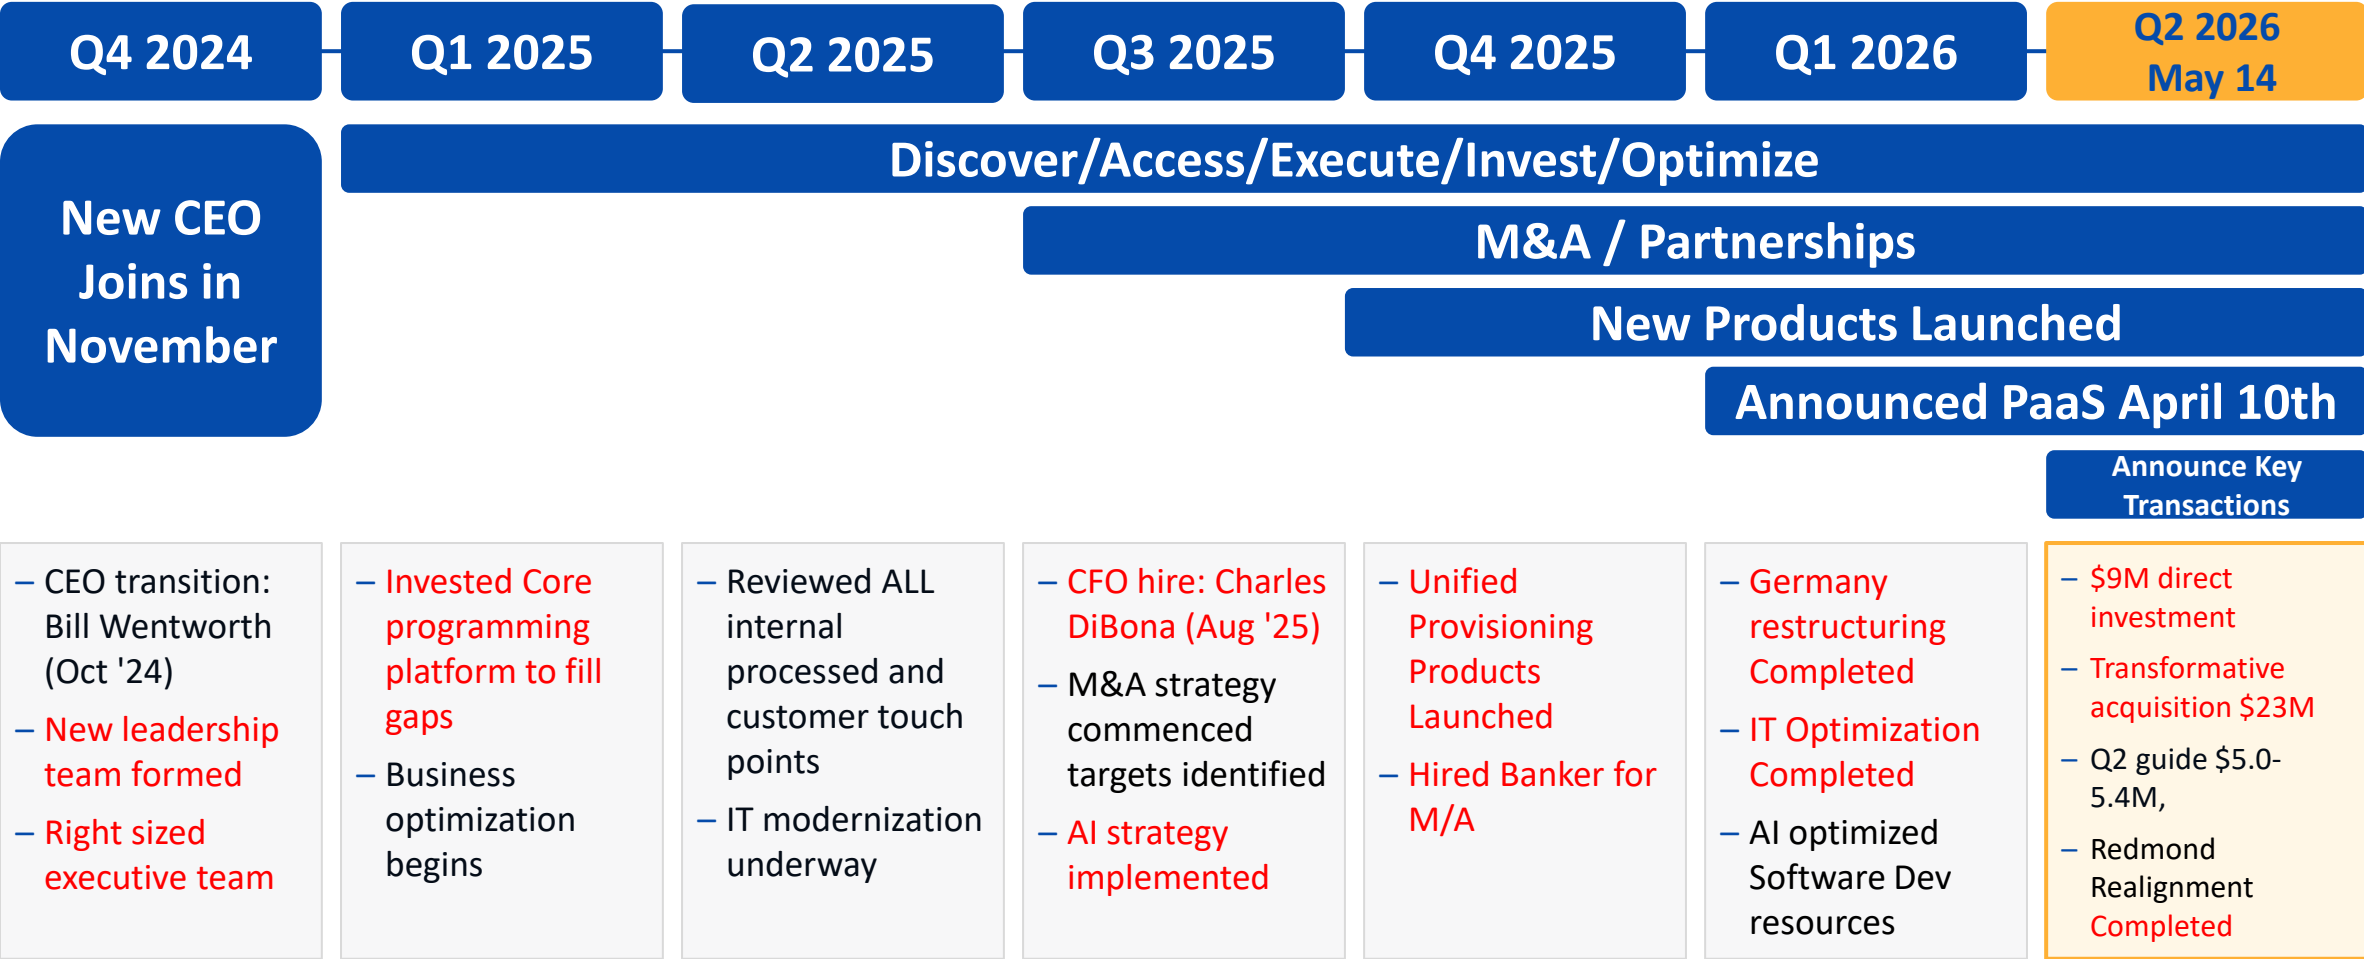 Q4 2024
Q1 2025
Q2 2025
Q3 2025
Q4 2025
Q1 2026
Q2 2026
May 14
New CEO
Joins in
November
Discover/Access/Execute/Invest/Optimize
M&A / Partnerships
New Products Launched
Announced PaaS April 10th
Announce Key
Transactions
– CEO transition:
Bill Wentworth
(Oct '24)
– New leadership
team formed
– Right sized
executive team
– Invested Core
programming
platform to fill
gaps
– Business
optimization
begins
– Reviewed ALL
internal
processed and
customer touch
points
– IT modernization
underway
– CFO hire: Charles
DiBona (Aug '25)
– M&A strategy
commenced
targets identified
– AI strategy
implemented
– Unified
Provisioning
Products
Launched
– Hired Banker for
M/A
– Germany
restructuring
Completed
– IT Optimization
Completed
– AI optimized
Software Dev
resources
– $9M direct
investment
– Transformative
acquisition $23M
– Q2 guide $5.0-
5.4M,
– Redmond
Realignment
Completed